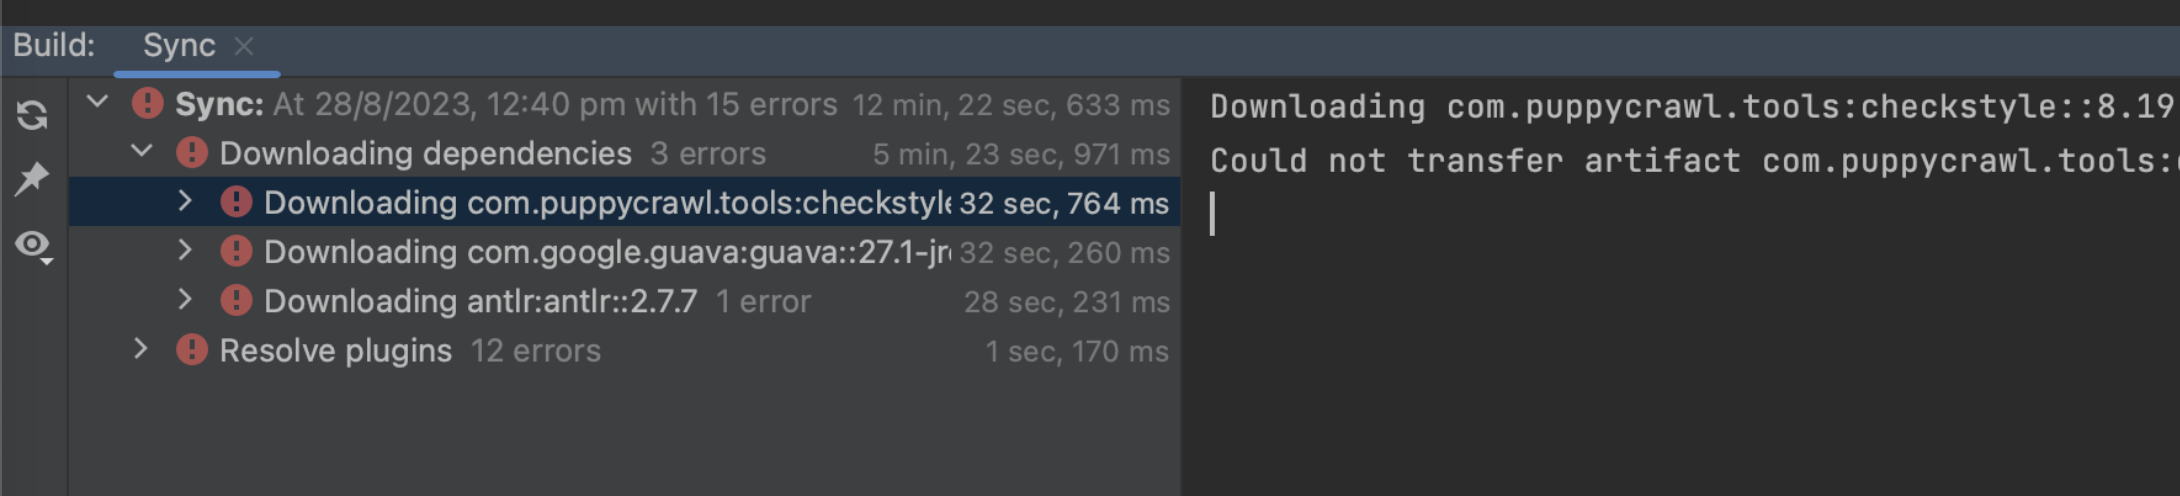 Build: Sync
Sync: At 28/8/2023, 12:40 pm with 15 errors 12 min, 22 sec, 633 ms
Downloading dependencies 3 errors 5 min, 23 sec, 971 ms
Downloading com.puppycrawl.tools:checkstyle 32 sec, 764 ms
Downloading com.google.guava:guava::27.1-jr 32 sec, 260 ms
Downloading antlr:antlr::2.7.7 1 error 28 sec, 231 ms
Resolve plugins 12 errors 1 sec, 170 ms
Downloading com.puppycrawl.tools:checkstyle::8.19
Could not transfer artifact com.puppycrawl.tools: